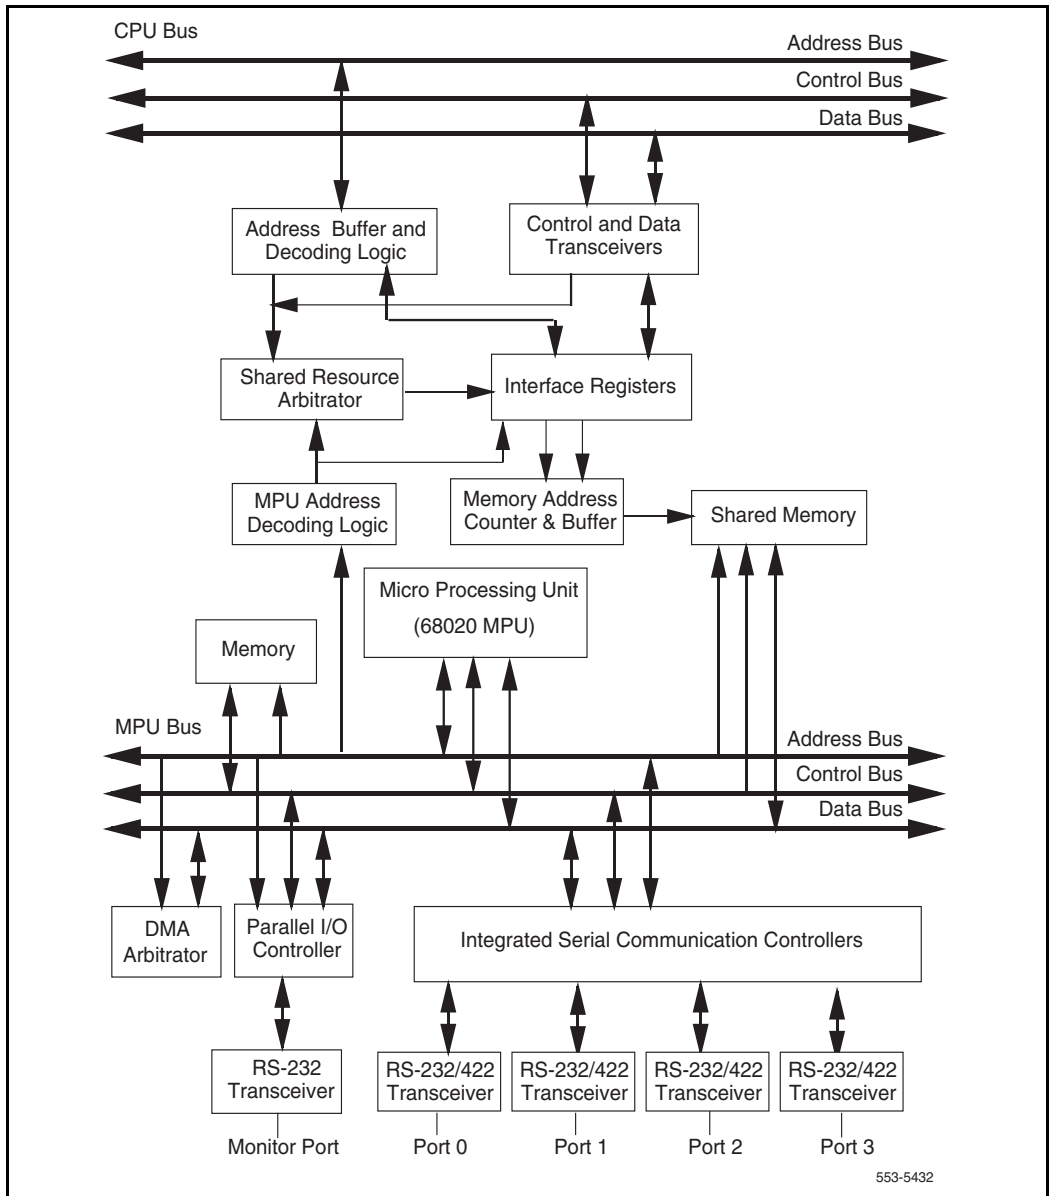 CPU Bus
Address Bus
Control Bus
Data Bus
Address Buffer and
Decoding Logic
Control and Data
Transceivers
Shared Resource
Arbitrator
Interface Registers
MPU Address
Decoding Logic
Memory Address
Counter & Buffer
Shared Memory
Micro Processing Unit
(68020 MPU)
Memory
MPU Bus
Address Bus
Control Bus
Data Bus
DMA
Arbitrator
Parallel I/O
Controller
Integrated Serial Communication Controllers
RS-232
Transceiver
RS-232/422
Transceiver
RS-232/422
Transceiver
RS-232/422
Transceiver
RS-232/422
Transceiver
Monitor Port
Port 0
Port 1
Port 2
Port 3
553-5432